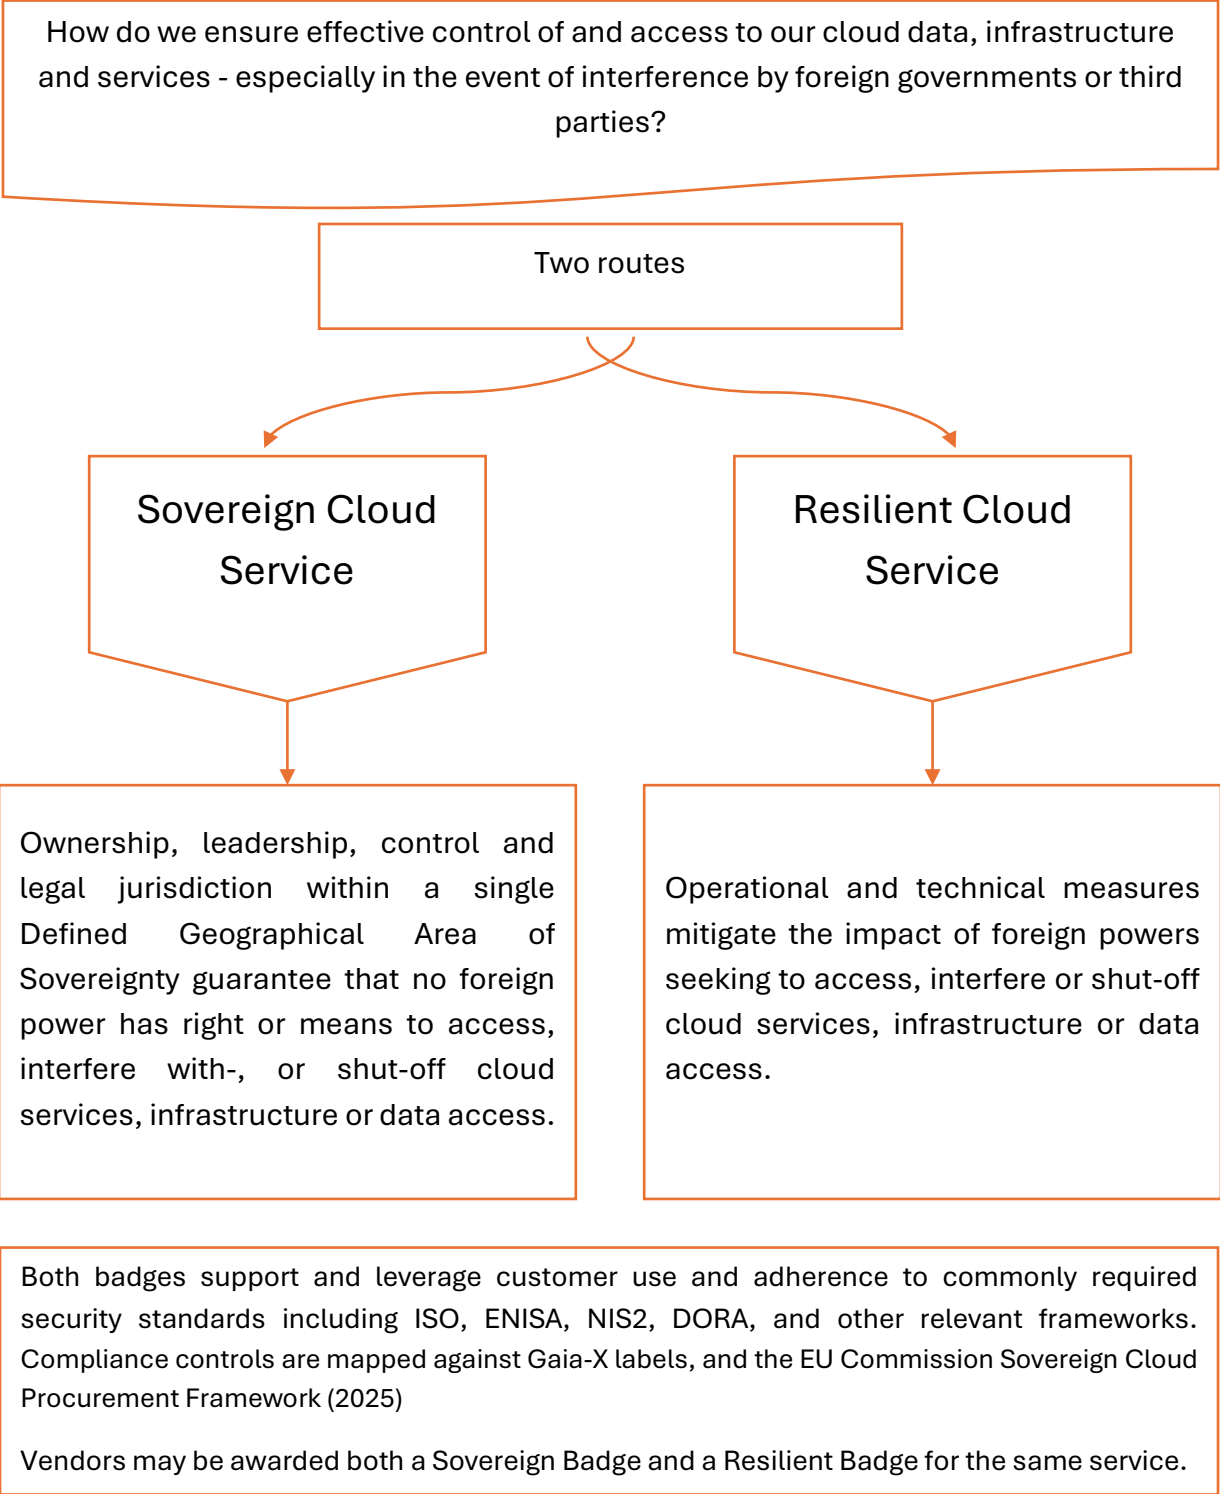 How do we ensure effective control of and access to our cloud data, infrastructure
and services - especially in the event of interference by foreign governments or third
parties?
Two routes
Sovereign Cloud
Service
Resilient Cloud
Service
Ownership, leadership, control and
legal jurisdiction within a single
Defined Geographical Area of
Sovereignty guarantee that no foreign
power has right or means to access,
interfere with-, or shut-off cloud
services, infrastructure or data access.
Operational and technical measures
mitigate the impact of foreign powers
seeking to access, interfere or shut-off
cloud services, infrastructure or data
access.
Both badges support and leverage customer use and adherence to commonly required
security standards including ISO, ENISA, NIS2, DORA, and other relevant frameworks.
Compliance controls are mapped against Gaia-X labels, and the EU Commission Sovereign Cloud
Procurement Framework (2025)
Vendors may be awarded both a Sovereign Badge and a Resilient Badge for the same service.